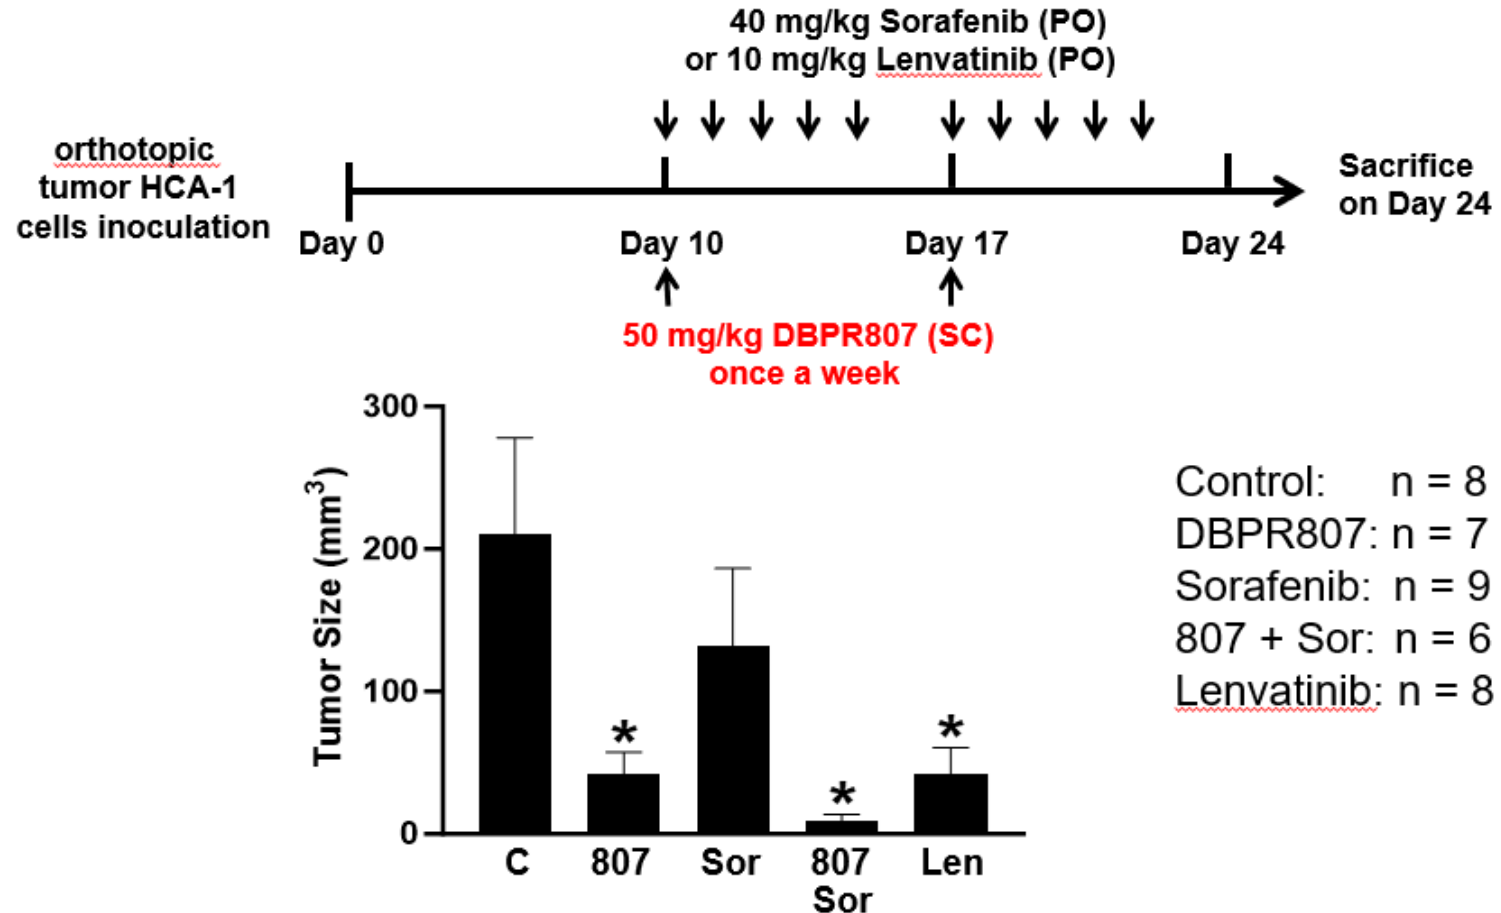 40 mg/kg Sorafenib (PO)
or 10 mg/kg Lenvatinib (PO)
orthotopic
tumor HCA-1
cells inoculation
Sacrifice
on Day 24
Day 0
Day 10
Day 17
Day 24
50 mg/kg DBPR807 (SC)
once a week
Tumor Size (mm³)
300
200
100
0
*
*
*
C
807
Sor
807
Sor
Len
Control: n = 8
DBPR807: n = 7
Sorafenib: n = 9
807 + Sor: n = 6
Lenvatinib: n = 8